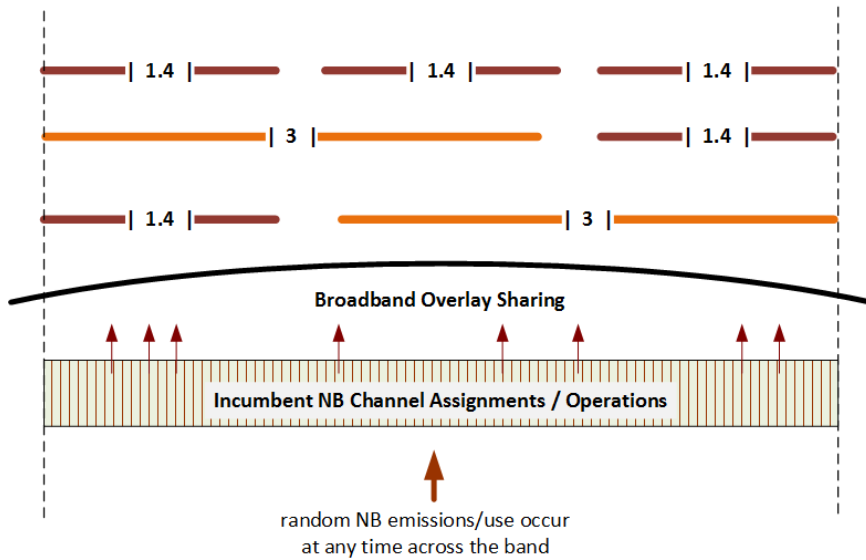 | 1.4 | | 1.4 | | 1.4 |
| 3 | | 1.4 |
| 1.4 | | 3 |
Broadband Overlay Sharing
Incumbent NB Channel Assignments / Operations
random NB emissions/use occur
at any time across the band